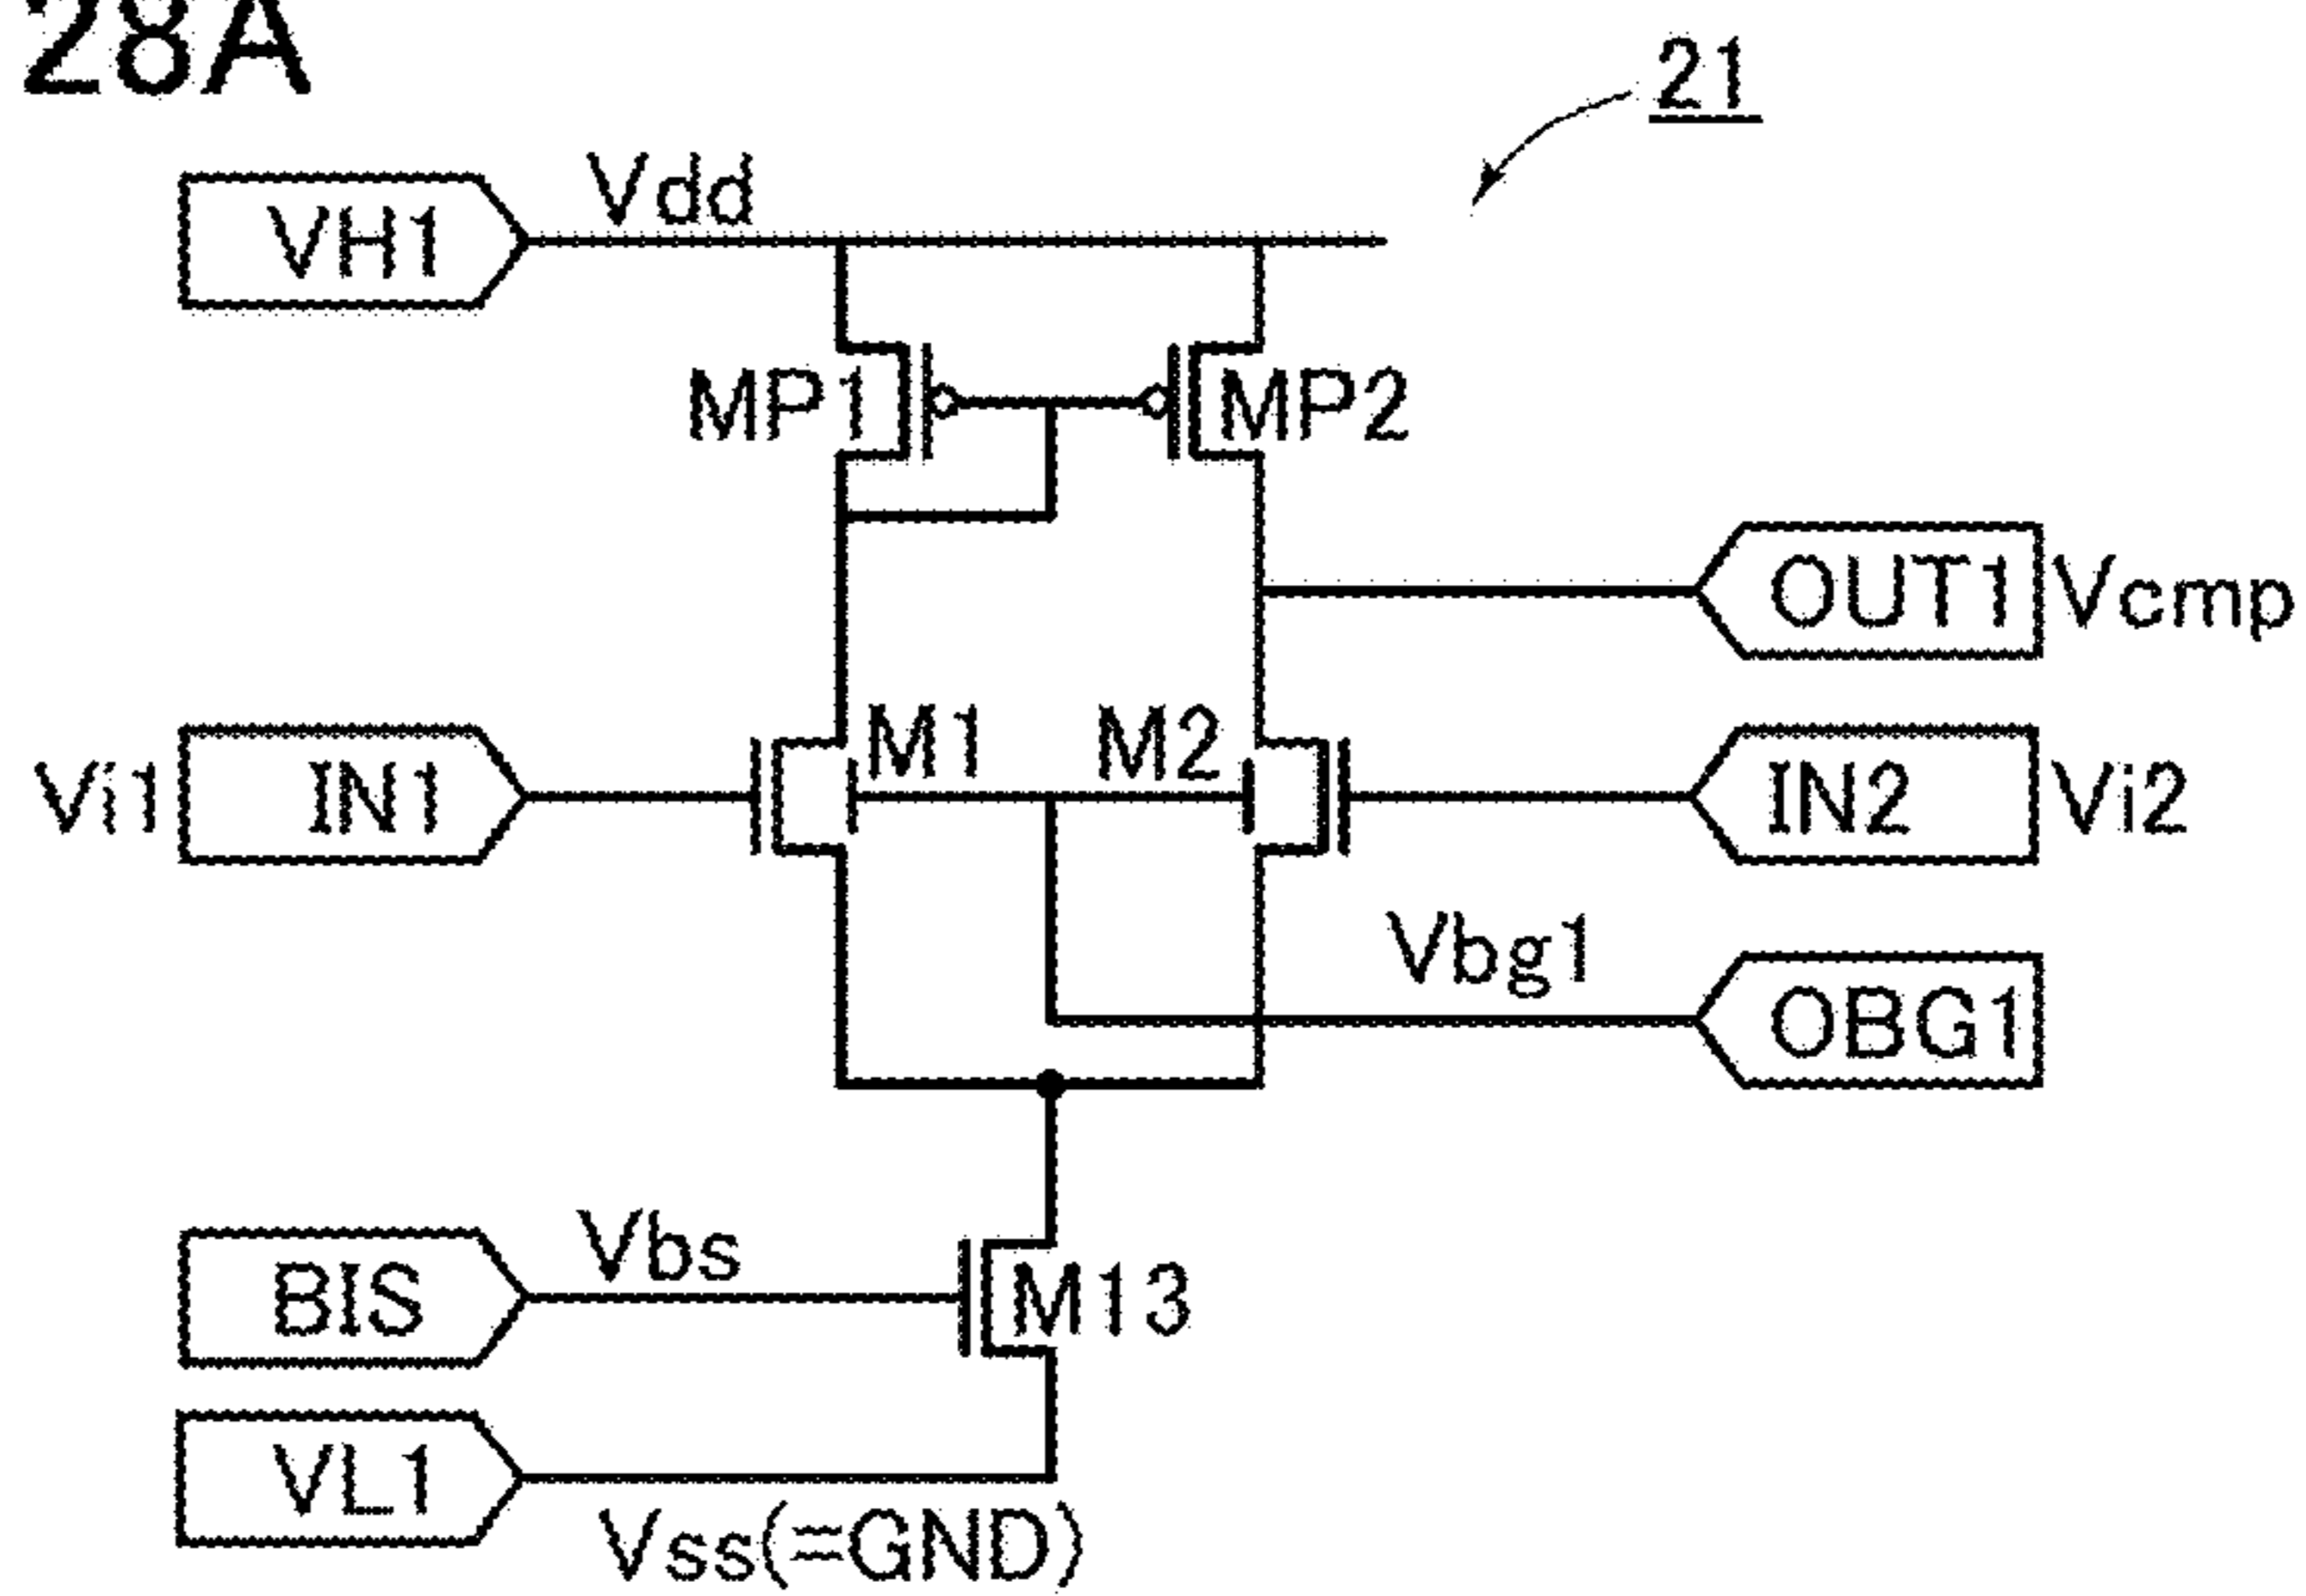 28A
21
Vdd
VH1
MP1 MP2
OUT1 Vcmp
M1 M2
Vi1 IN1 IN2 Vi2
Vbg1
OBG1
Vbs
BIS M13
VL1
Vss(=GND)